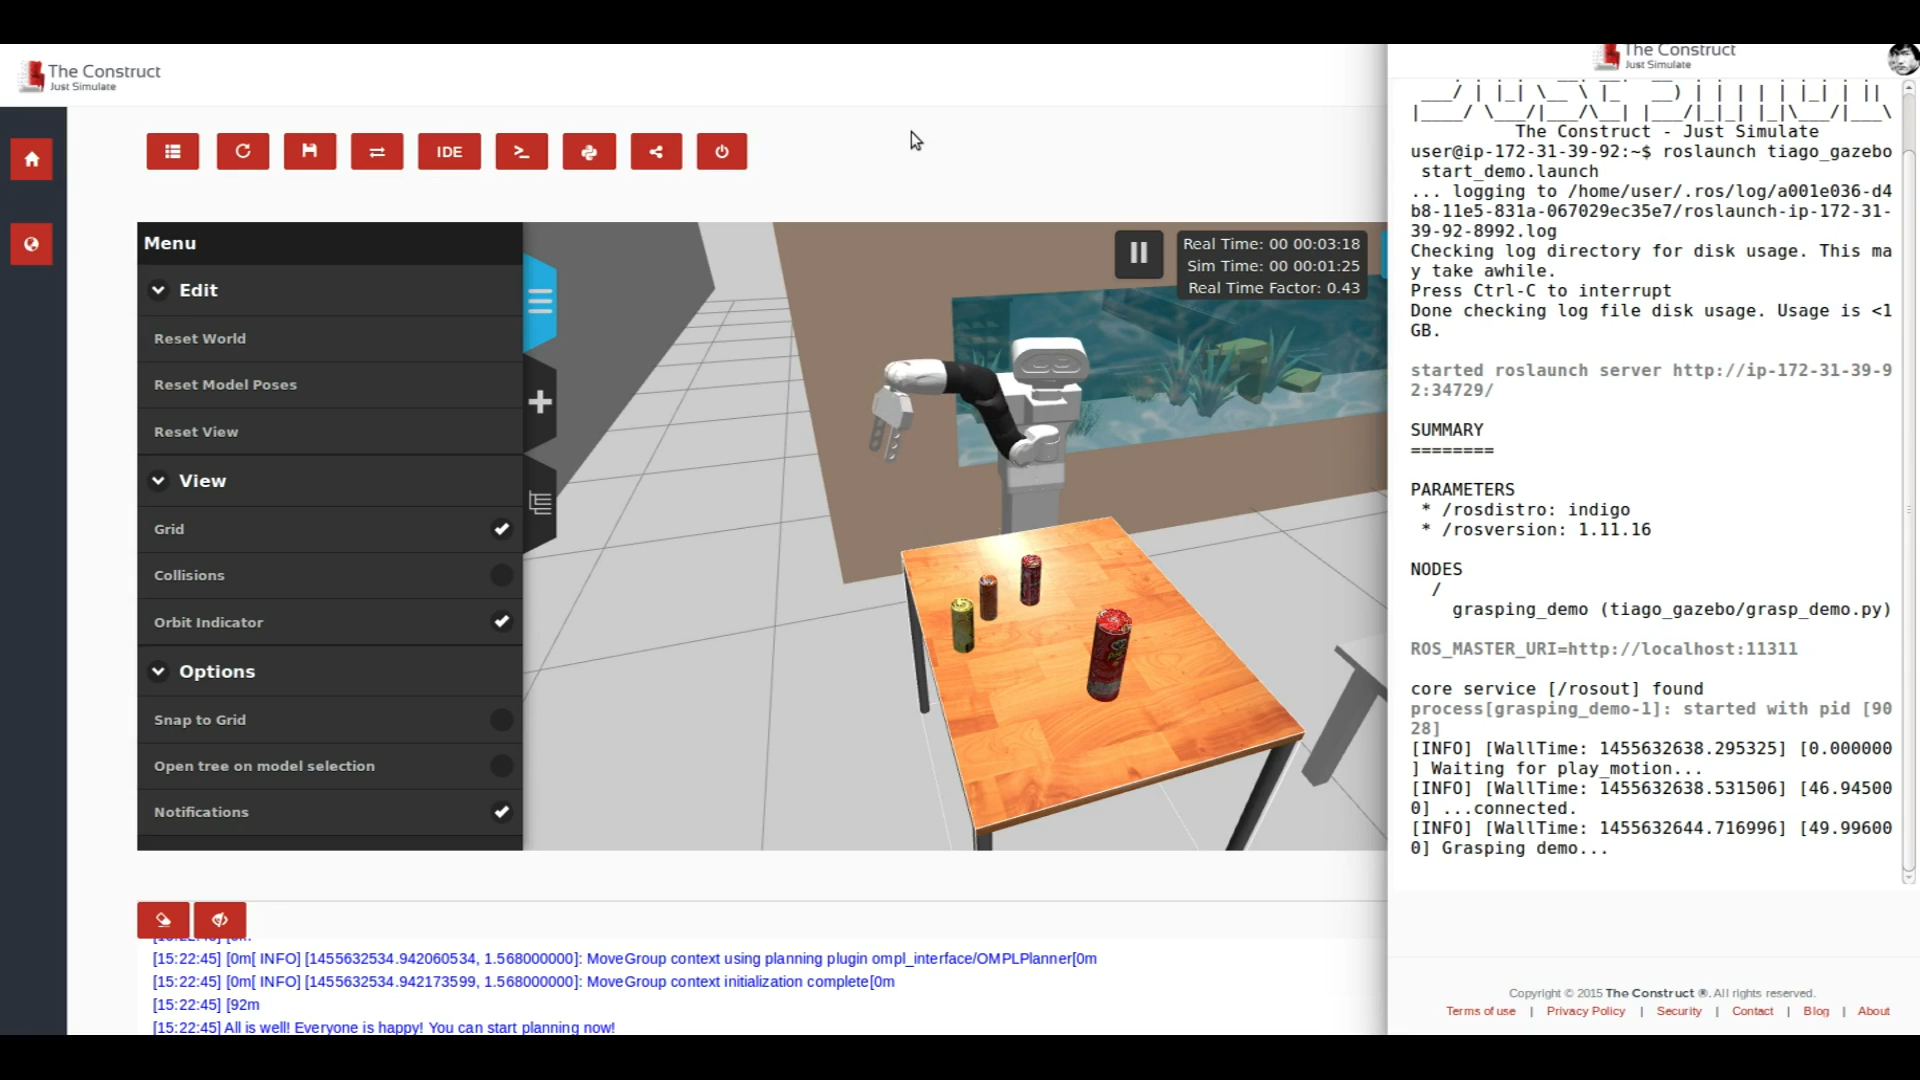 The Construct
Just Simulate
IDE
Menu
Edit
Reset World
Reset Model Poses
Reset View
View
Grid
Collisions
Orbit Indicator
Options
Snap to Grid
Open tree on model selection
Notifications
Real Time: 00 00:03:18
Sim Time: 00 00:01:25
Real Time Factor: 0.43
[15:22:45] [0m[ INFO] [1455632534.942060534, 1.568000000]: MoveGroup context using planning plugin ompl_interface/OMPLPlanner[0m
[15:22:45] [0m[ INFO] [1455632534.942173599, 1.568000000]: MoveGroup context initialization complete[0m
[15:22:45] [92m
[15:22:45] All is well! Everyone is happy! You can start planning now!
The Construct
Just Simulate
The Construct - Just Simulate
user@ip-172-31-39-92:~$ roslaunch tiago_gazebo
start_demo.launch
... logging to /home/user/.ros/log/a001e036-d4
b8-11e5-831a-067029ec35e7/roslaunch-ip-172-31-
39-92-8992.log
Checking log directory for disk usage. This ma
y take awhile.
Press Ctrl-C to interrupt
Done checking log file disk usage. Usage is <1
GB.
started roslaunch server http://ip-172-31-39-9
2:34729/
SUMMARY
========
PARAMETERS
* /rosdistro: indigo
* /rosversion: 1.11.16
NODES
/
grasping_demo (tiago_gazebo/grasp_demo.py)
ROS_MASTER_URI=http://localhost:11311
core service [/rosout] found
process[grasping_demo-1]: started with pid [90
28]
[INFO] [WallTime: 1455632638.295325] [0.000000
] Waiting for play_motion...
[INFO] [WallTime: 1455632638.531506] [46.94500
0] ...connected.
[INFO] [WallTime: 1455632644.716996] [49.99600
0] Grasping demo...
Copyright © 2015 The Construct ®. All rights reserved.
Terms of use | Privacy Policy | Security | Contact | Blog | About